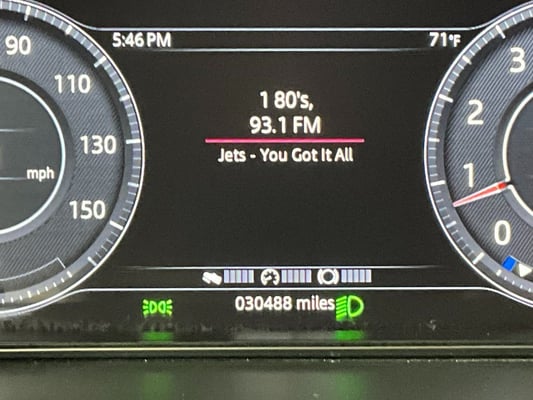 5:46 PM
71°F
90
110
130
150
mph
1 80's,
93.1 FM
Jets - You Got It All
3
2
1
0
030488 miles